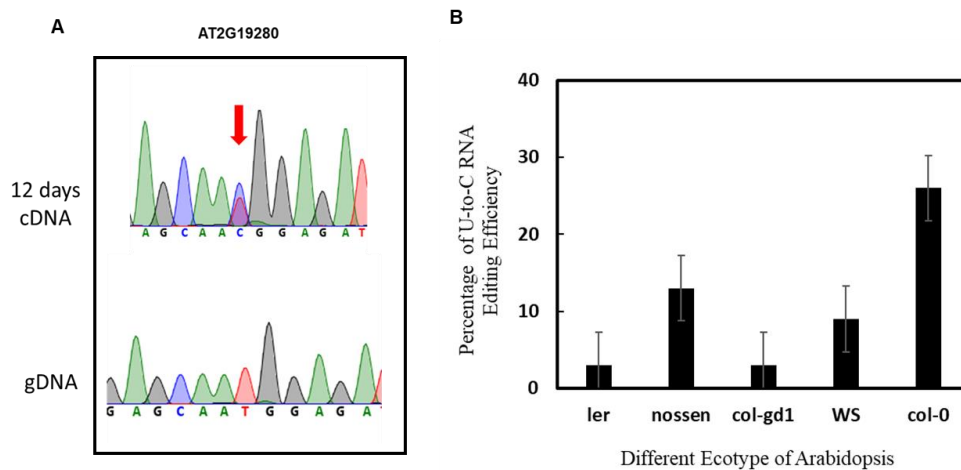 A
AT2G19280
12 days
cDNA
A G C A A C G G A G A T
gDNA
G A G C A A T G G A G A
B
Percentage of U-to-C RNA
Editing Efficiency
40
30
20
10
0
ler nossen col-gd1 WS col-0
Different Ecotype of Arabidopsis